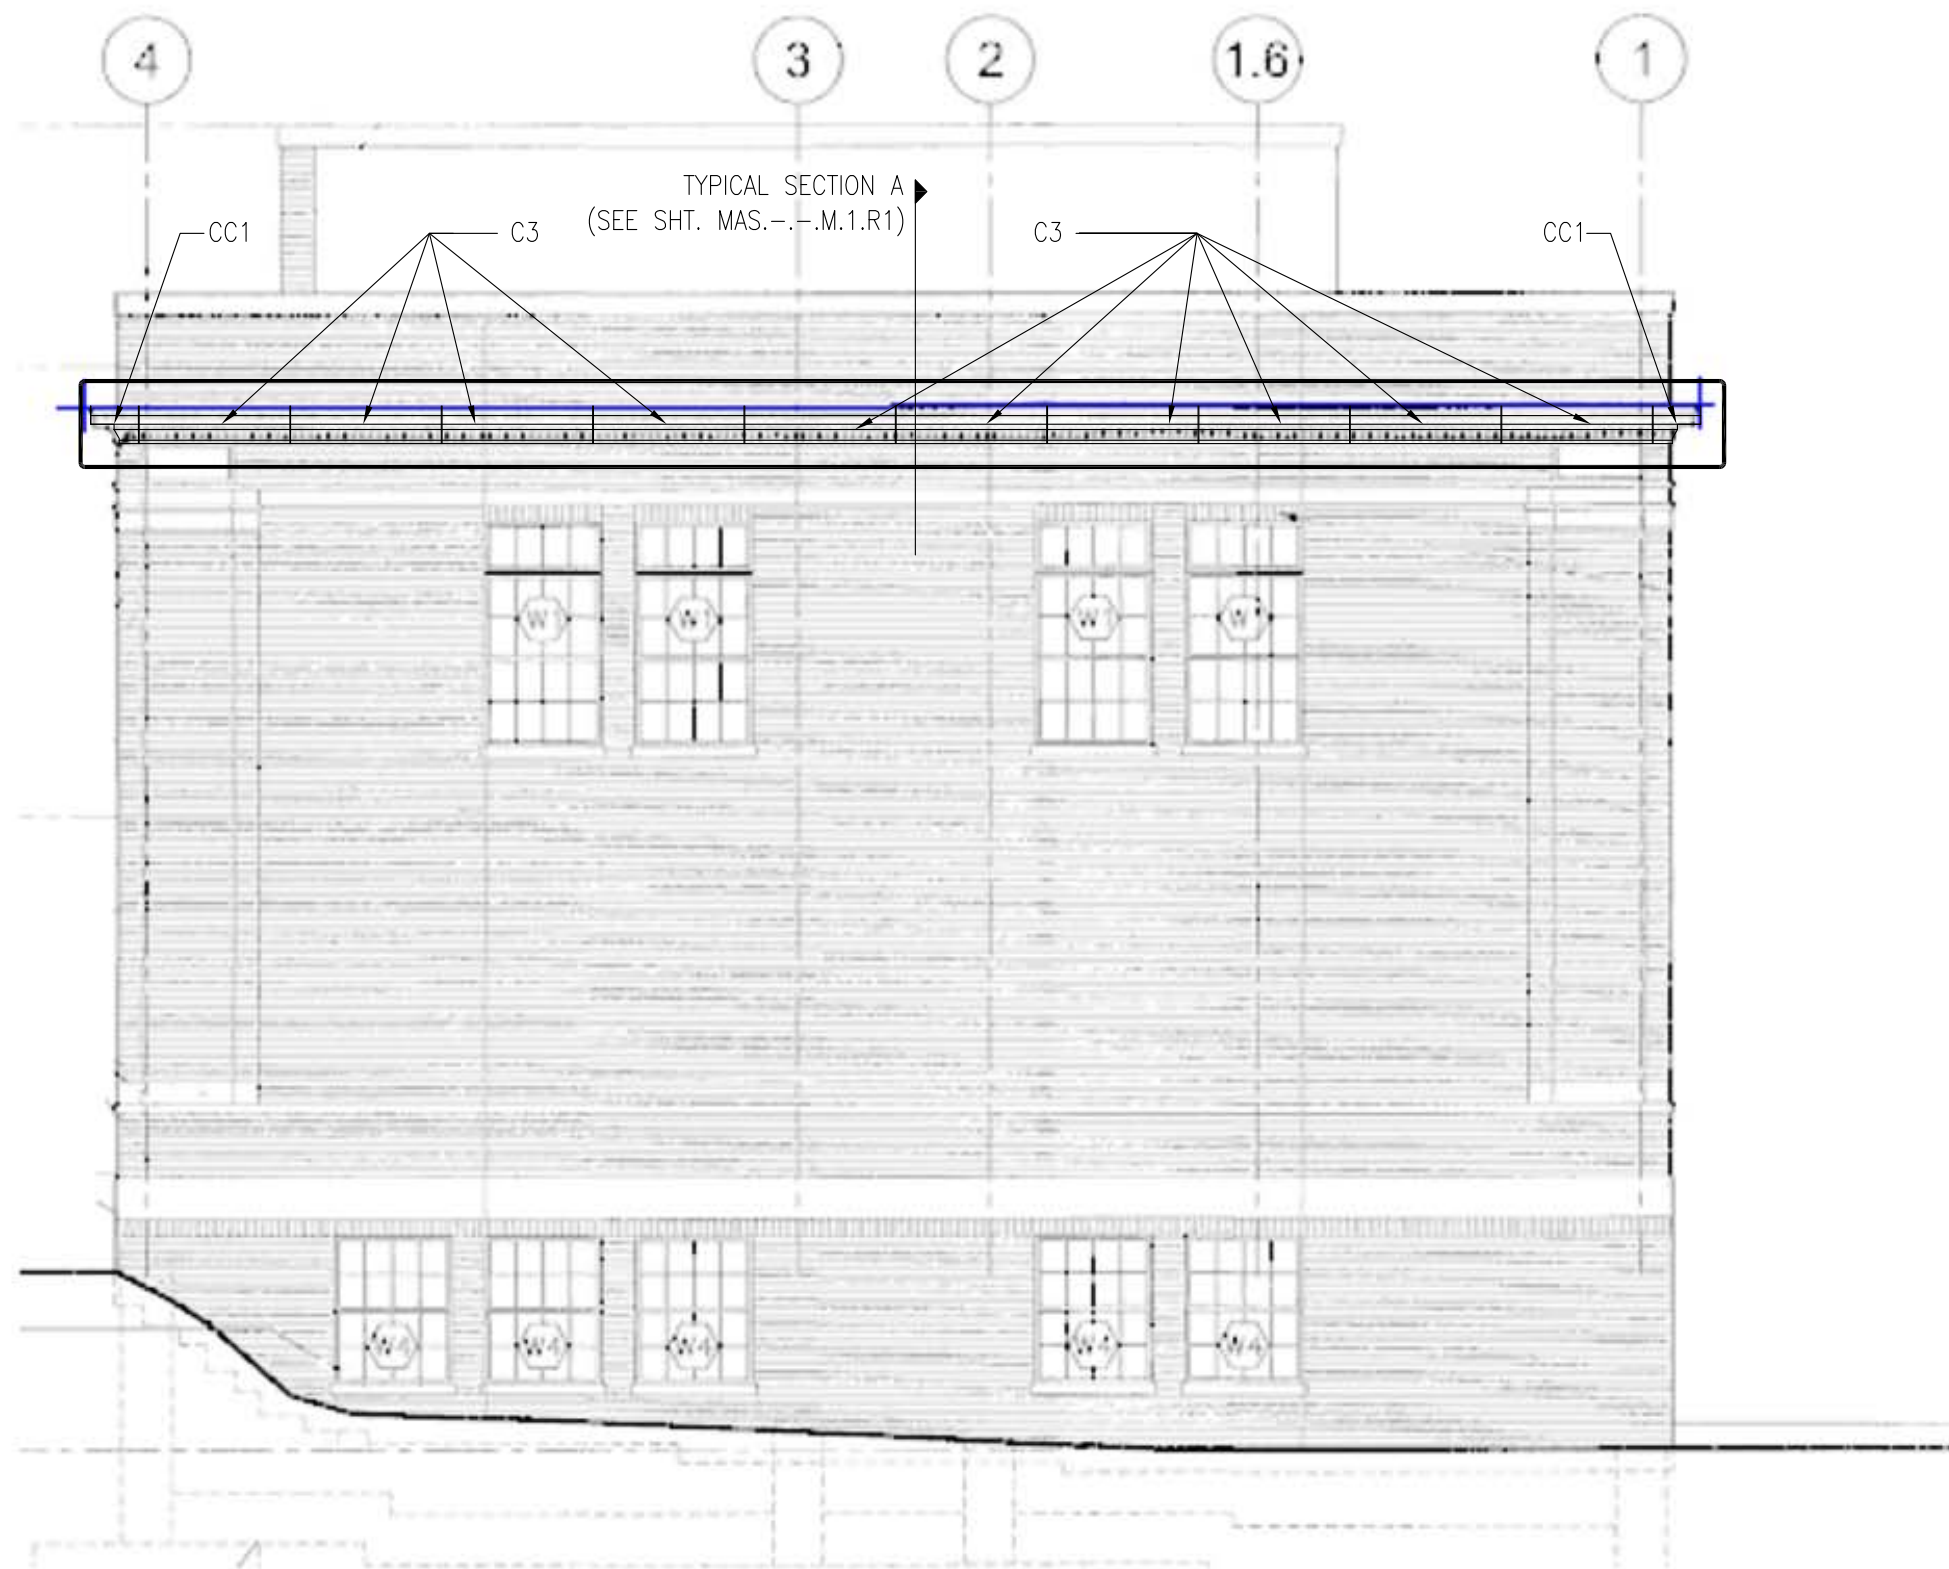 4 3 2 1.6 1
TYPICAL SECTION A
(SEE SHT. MAS.-.-.M.1.R1)
CC1 C3 C3 CC1
W1 W1 W1 W1
W4 W4 W4 W4 W4